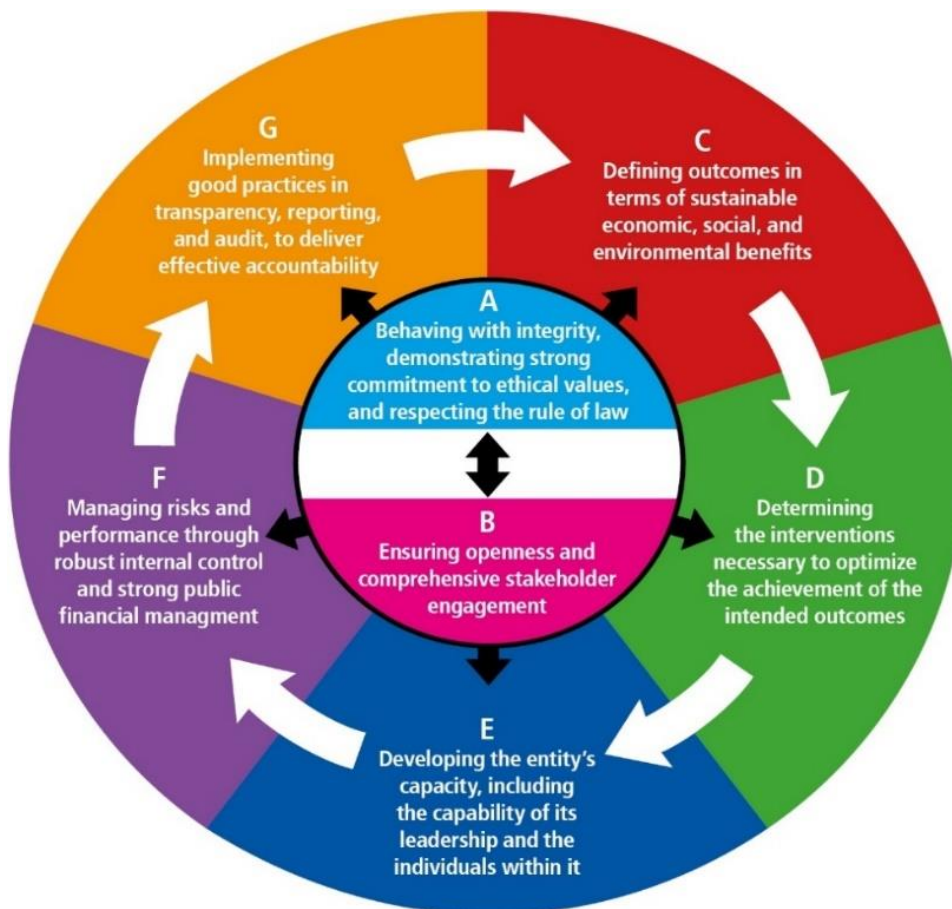 A
Behaving with integrity,
demonstrating strong
commitment to ethical values,
and respecting the rule of law
B
Ensuring openness and
comprehensive stakeholder
engagement
C
Defining outcomes in
terms of sustainable
economic, social, and
environmental benefits
D
Determining
the interventions
necessary to optimize
the achievement of the
intended outcomes
E
Developing the entity’s
capacity, including
the capability of its
leadership and the
individuals within it
F
Managing risks and
performance through
robust internal control
and strong public
financial managment
G
Implementing
good practices in
transparency, reporting,
and audit, to deliver
effective accountability